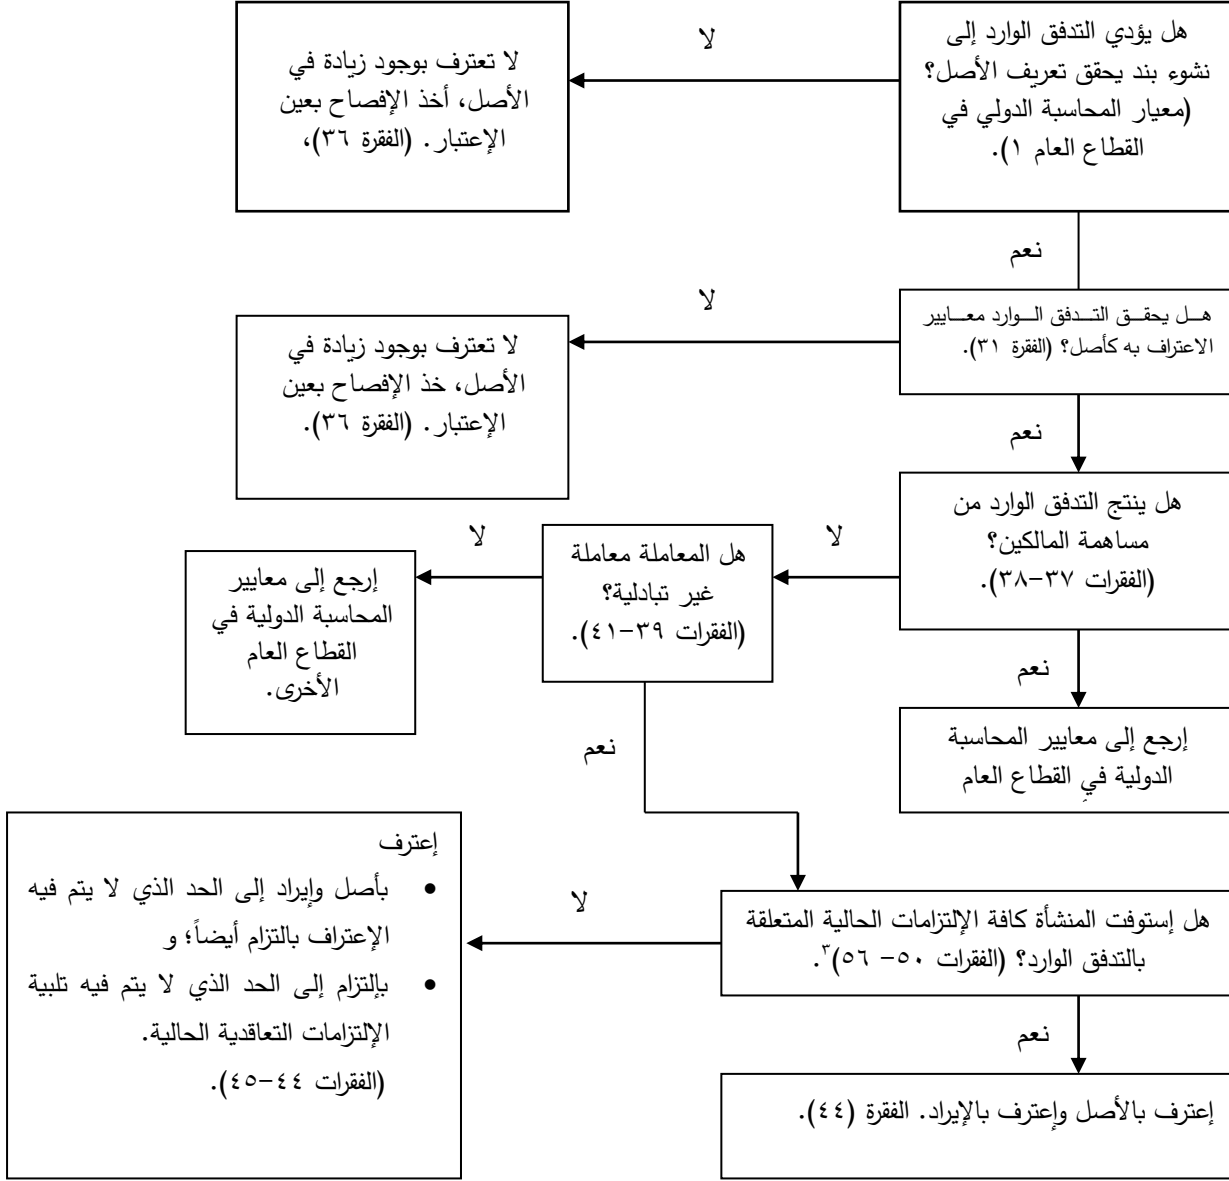 هل يؤدي التدفق الوارد إلى
نشوء بند يحقق تعريف الأصل؟
(معيار المحاسبة الدولي في
القطاع العام ١).
لا
لا تعترف بوجود زيادة في
الأصل، أخذ الإفصاح بعين
الإعتبار. (الفقرة ٣٦)،
نعم
هـل يحقـق التـدفق الـوارد معـايير
الاعتراف به كأصل؟ (الفقرة ٣١).
لا
لا تعترف بوجود زيادة في
الأصل، خذ الإفصاح بعين
الإعتبار. (الفقرة ٣٦).
نعم
هل ينتج التدفق الوارد من
مساهمة المالكين؟
(الفقرات ٣٧-٣٨).
لا
هل المعاملة معاملة
غير تبادلية؟
(الفقرات ٣٩-٤١).
لا
إرجع إلى معايير
المحاسبة الدولية في
القطاع العام
الأخرى.
نعم
إرجع إلى معايير المحاسبة
الدولية في القطاع العام
نعم
هل إستوفت المنشأة كافة الإلتزامات الحالية المتعلقة
بالتدفق الوارد؟ (الفقرات ٥٠- ٥٦)٣.
لا
إعترف
• بأصل وإيراد إلى الحد الذي لا يتم فيه
الإعتراف بالتزام أيضاً؛ و
• بإلتزام إلى الحد الذي لا يتم فيه تلبية
الإلتزامات التعاقدية الحالية.
(الفقرات ٤٤-٤٥).
نعم
إعترف بالأصل وإعترف بالإيراد. الفقرة (٤٤).